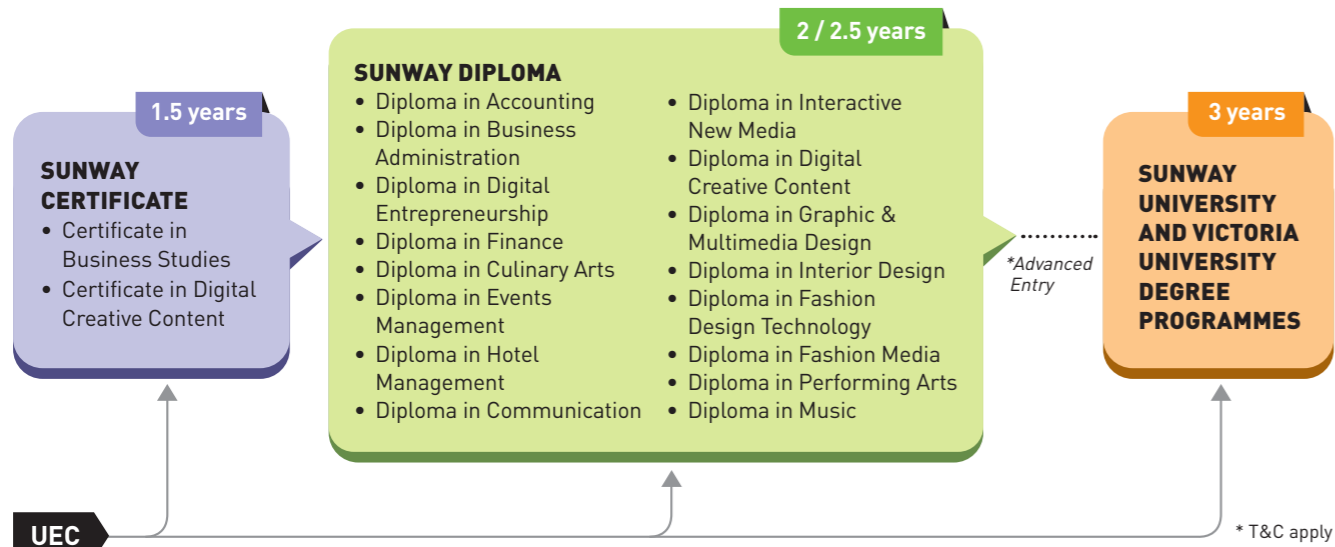 1.5 years
SUNWAY
CERTIFICATE
• Certificate in
Business Studies
• Certificate in Digital
Creative Content
2 / 2.5 years
SUNWAY DIPLOMA
• Diploma in Accounting
• Diploma in Business
Administration
• Diploma in Digital
Entrepreneurship
• Diploma in Finance
• Diploma in Culinary Arts
• Diploma in Events
Management
• Diploma in Hotel
Management
• Diploma in Communication
• Diploma in Interactive
New Media
• Diploma in Digital
Creative Content
• Diploma in Graphic &
Multimedia Design
• Diploma in Interior Design
• Diploma in Fashion
Design Technology
• Diploma in Fashion Media
• Diploma in Performing Arts
• Diploma in Music
*Advanced
Entry
3 years
SUNWAY
UNIVERSITY
AND VICTORIA
UNIVERSITY
DEGREE
PROGRAMMES
UEC
* T&C apply